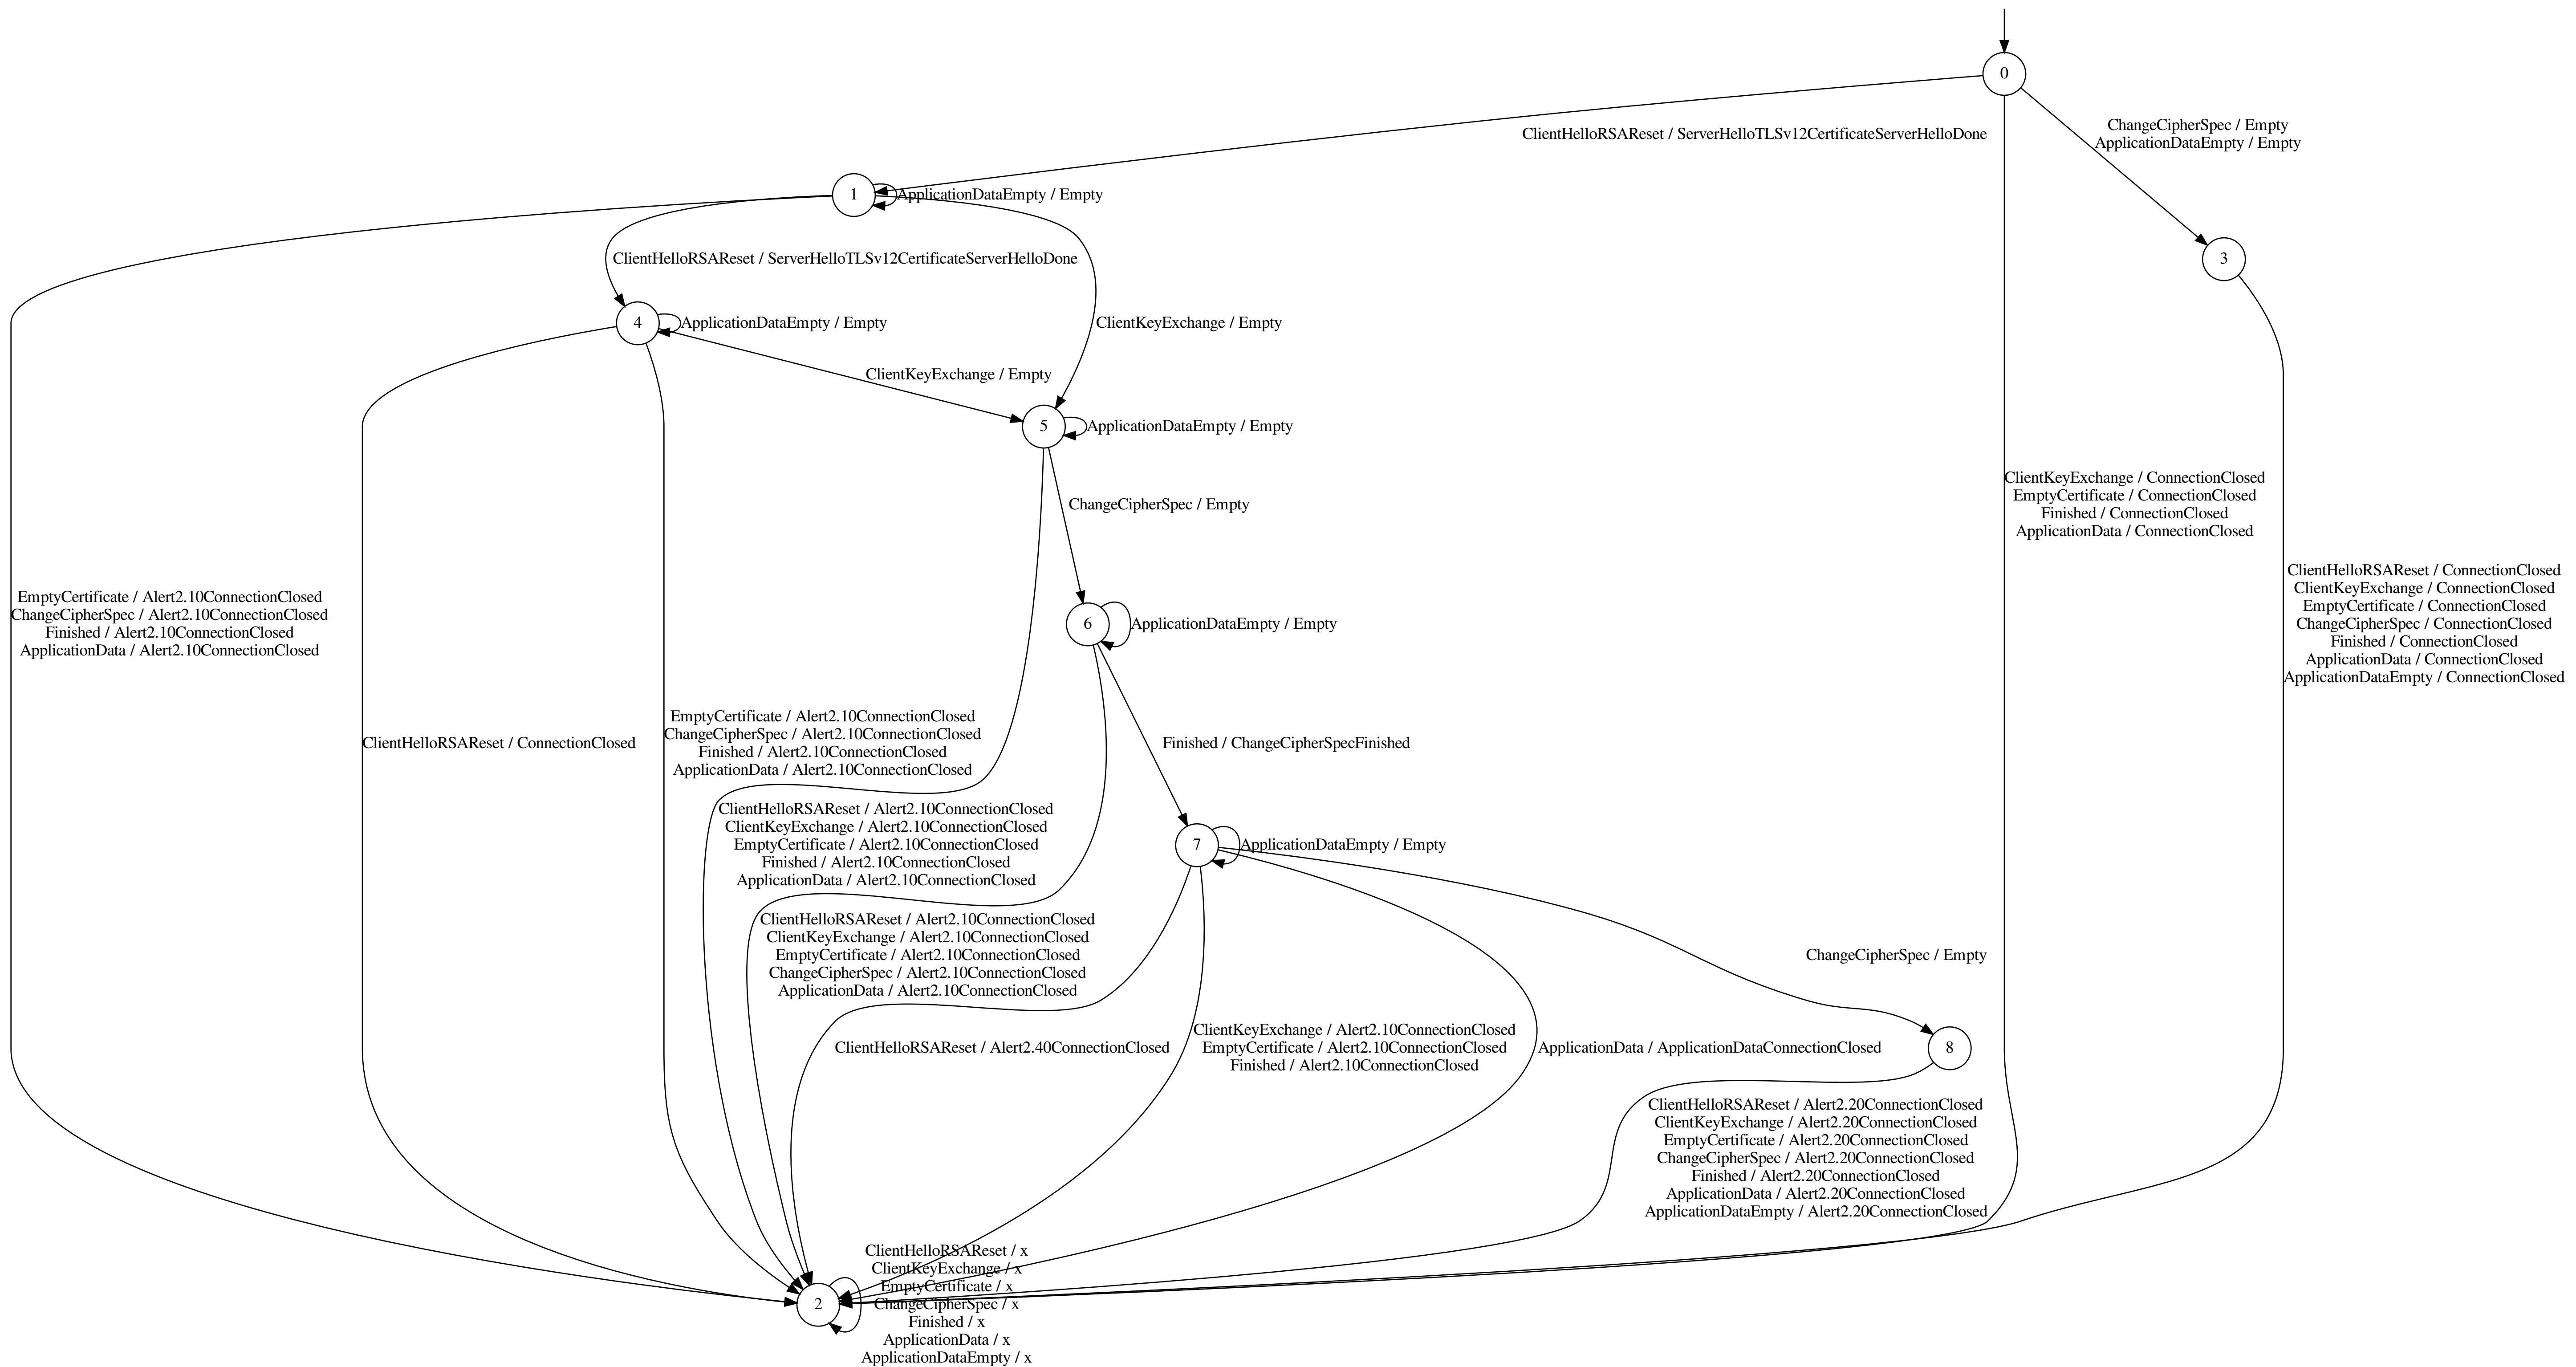 0
ClientHelloRSAReset / ServerHelloTLSv12CertificateServerHelloDone
ChangeCipherSpec / Empty
ApplicationDataEmpty / Empty
1
ApplicationDataEmpty / Empty
3
ClientHelloRSAReset / ServerHelloTLSv12CertificateServerHelloDone
4
ApplicationDataEmpty / Empty
ClientKeyExchange / Empty
ClientKeyExchange / Empty
5
ApplicationDataEmpty / Empty
ClientKeyExchange / ConnectionClosed
EmptyCertificate / ConnectionClosed
Finished / ConnectionClosed
ApplicationData / ConnectionClosed
ChangeCipherSpec / Empty
EmptyCertificate / Alert2.10ConnectionClosed
ChangeCipherSpec / Alert2.10ConnectionClosed
Finished / Alert2.10ConnectionClosed
ApplicationData / Alert2.10ConnectionClosed
6
ApplicationDataEmpty / Empty
ClientHelloRSAReset / ConnectionClosed
ClientKeyExchange / ConnectionClosed
EmptyCertificate / ConnectionClosed
ChangeCipherSpec / ConnectionClosed
Finished / ConnectionClosed
ApplicationData / ConnectionClosed
ApplicationDataEmpty / ConnectionClosed
ClientHelloRSAReset / ConnectionClosed
EmptyCertificate / Alert2.10ConnectionClosed
ChangeCipherSpec / Alert2.10ConnectionClosed
Finished / Alert2.10ConnectionClosed
ApplicationData / Alert2.10ConnectionClosed
Finished / ChangeCipherSpecFinished
ClientHelloRSAReset / Alert2.10ConnectionClosed
ClientKeyExchange / Alert2.10ConnectionClosed
EmptyCertificate / Alert2.10ConnectionClosed
Finished / Alert2.10ConnectionClosed
ApplicationData / Alert2.10ConnectionClosed
7
ApplicationDataEmpty / Empty
ClientHelloRSAReset / Alert2.10ConnectionClosed
ClientKeyExchange / Alert2.10ConnectionClosed
EmptyCertificate / Alert2.10ConnectionClosed
ChangeCipherSpec / Alert2.10ConnectionClosed
ApplicationData / Alert2.10ConnectionClosed
ChangeCipherSpec / Empty
ClientHelloRSAReset / Alert2.40ConnectionClosed
ClientKeyExchange / Alert2.10ConnectionClosed
EmptyCertificate / Alert2.10ConnectionClosed
Finished / Alert2.10ConnectionClosed
ApplicationData / ApplicationDataConnectionClosed
8
ClientHelloRSAReset / Alert2.20ConnectionClosed
ClientKeyExchange / Alert2.20ConnectionClosed
EmptyCertificate / Alert2.20ConnectionClosed
ChangeCipherSpec / Alert2.20ConnectionClosed
Finished / Alert2.20ConnectionClosed
ApplicationData / Alert2.20ConnectionClosed
ApplicationDataEmpty / Alert2.20ConnectionClosed
2
ClientHelloRSAReset / x
ClientKeyExchange / x
EmptyCertificate / x
ChangeCipherSpec / x
Finished / x
ApplicationData / x
ApplicationDataEmpty / x